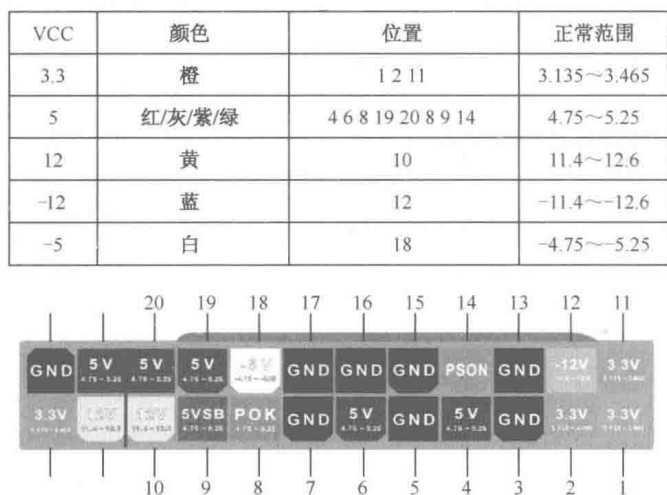 VCC 颜色 位置 正常范围
3.3 橙 1 2 11 3.135～3.465
5 红/灰/紫/绿 4 6 8 19 20 8 9 14 4.75～5.25
12 黄 10 11.4～12.6
-12 蓝 12 -11.4～-12.6
-5 白 18 -4.75～-5.25
20 19 18 17 16 15 14 13 12 11
GND 5V 5V 5V -5V GND GND GND PSON GND -12V 3.3V
4.75 ~ 5.25 4.75 ~ 5.25 4.75 ~ 5.25
3.3V 12V 12V 5VSB POK GND 5V GND 5V GND 3.3V 3.3V
11.4 ~ 12.6 4.75 ~ 5.25 4.75 ~ 5.25 4.75 ~ 5.25 4.75 ~ 5.25
10 9 8 7 6 5 4 3 2 1